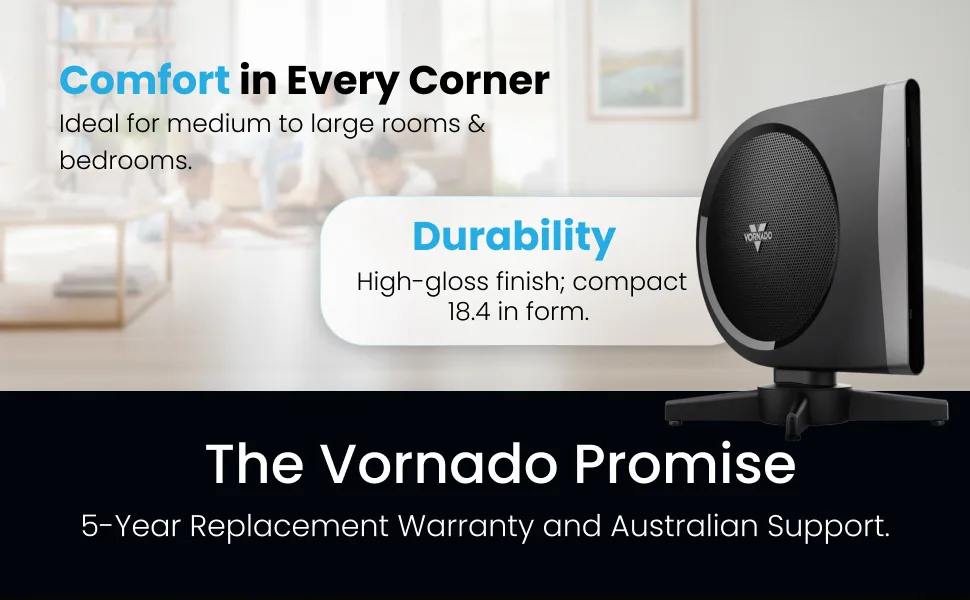 Comfort in Every Corner
Ideal for medium to large rooms &
bedrooms.
Durability
High-gloss finish; compact
18.4 in form.
VORNADO
The Vornado Promise
5-Year Replacement Warranty and Australian Support.